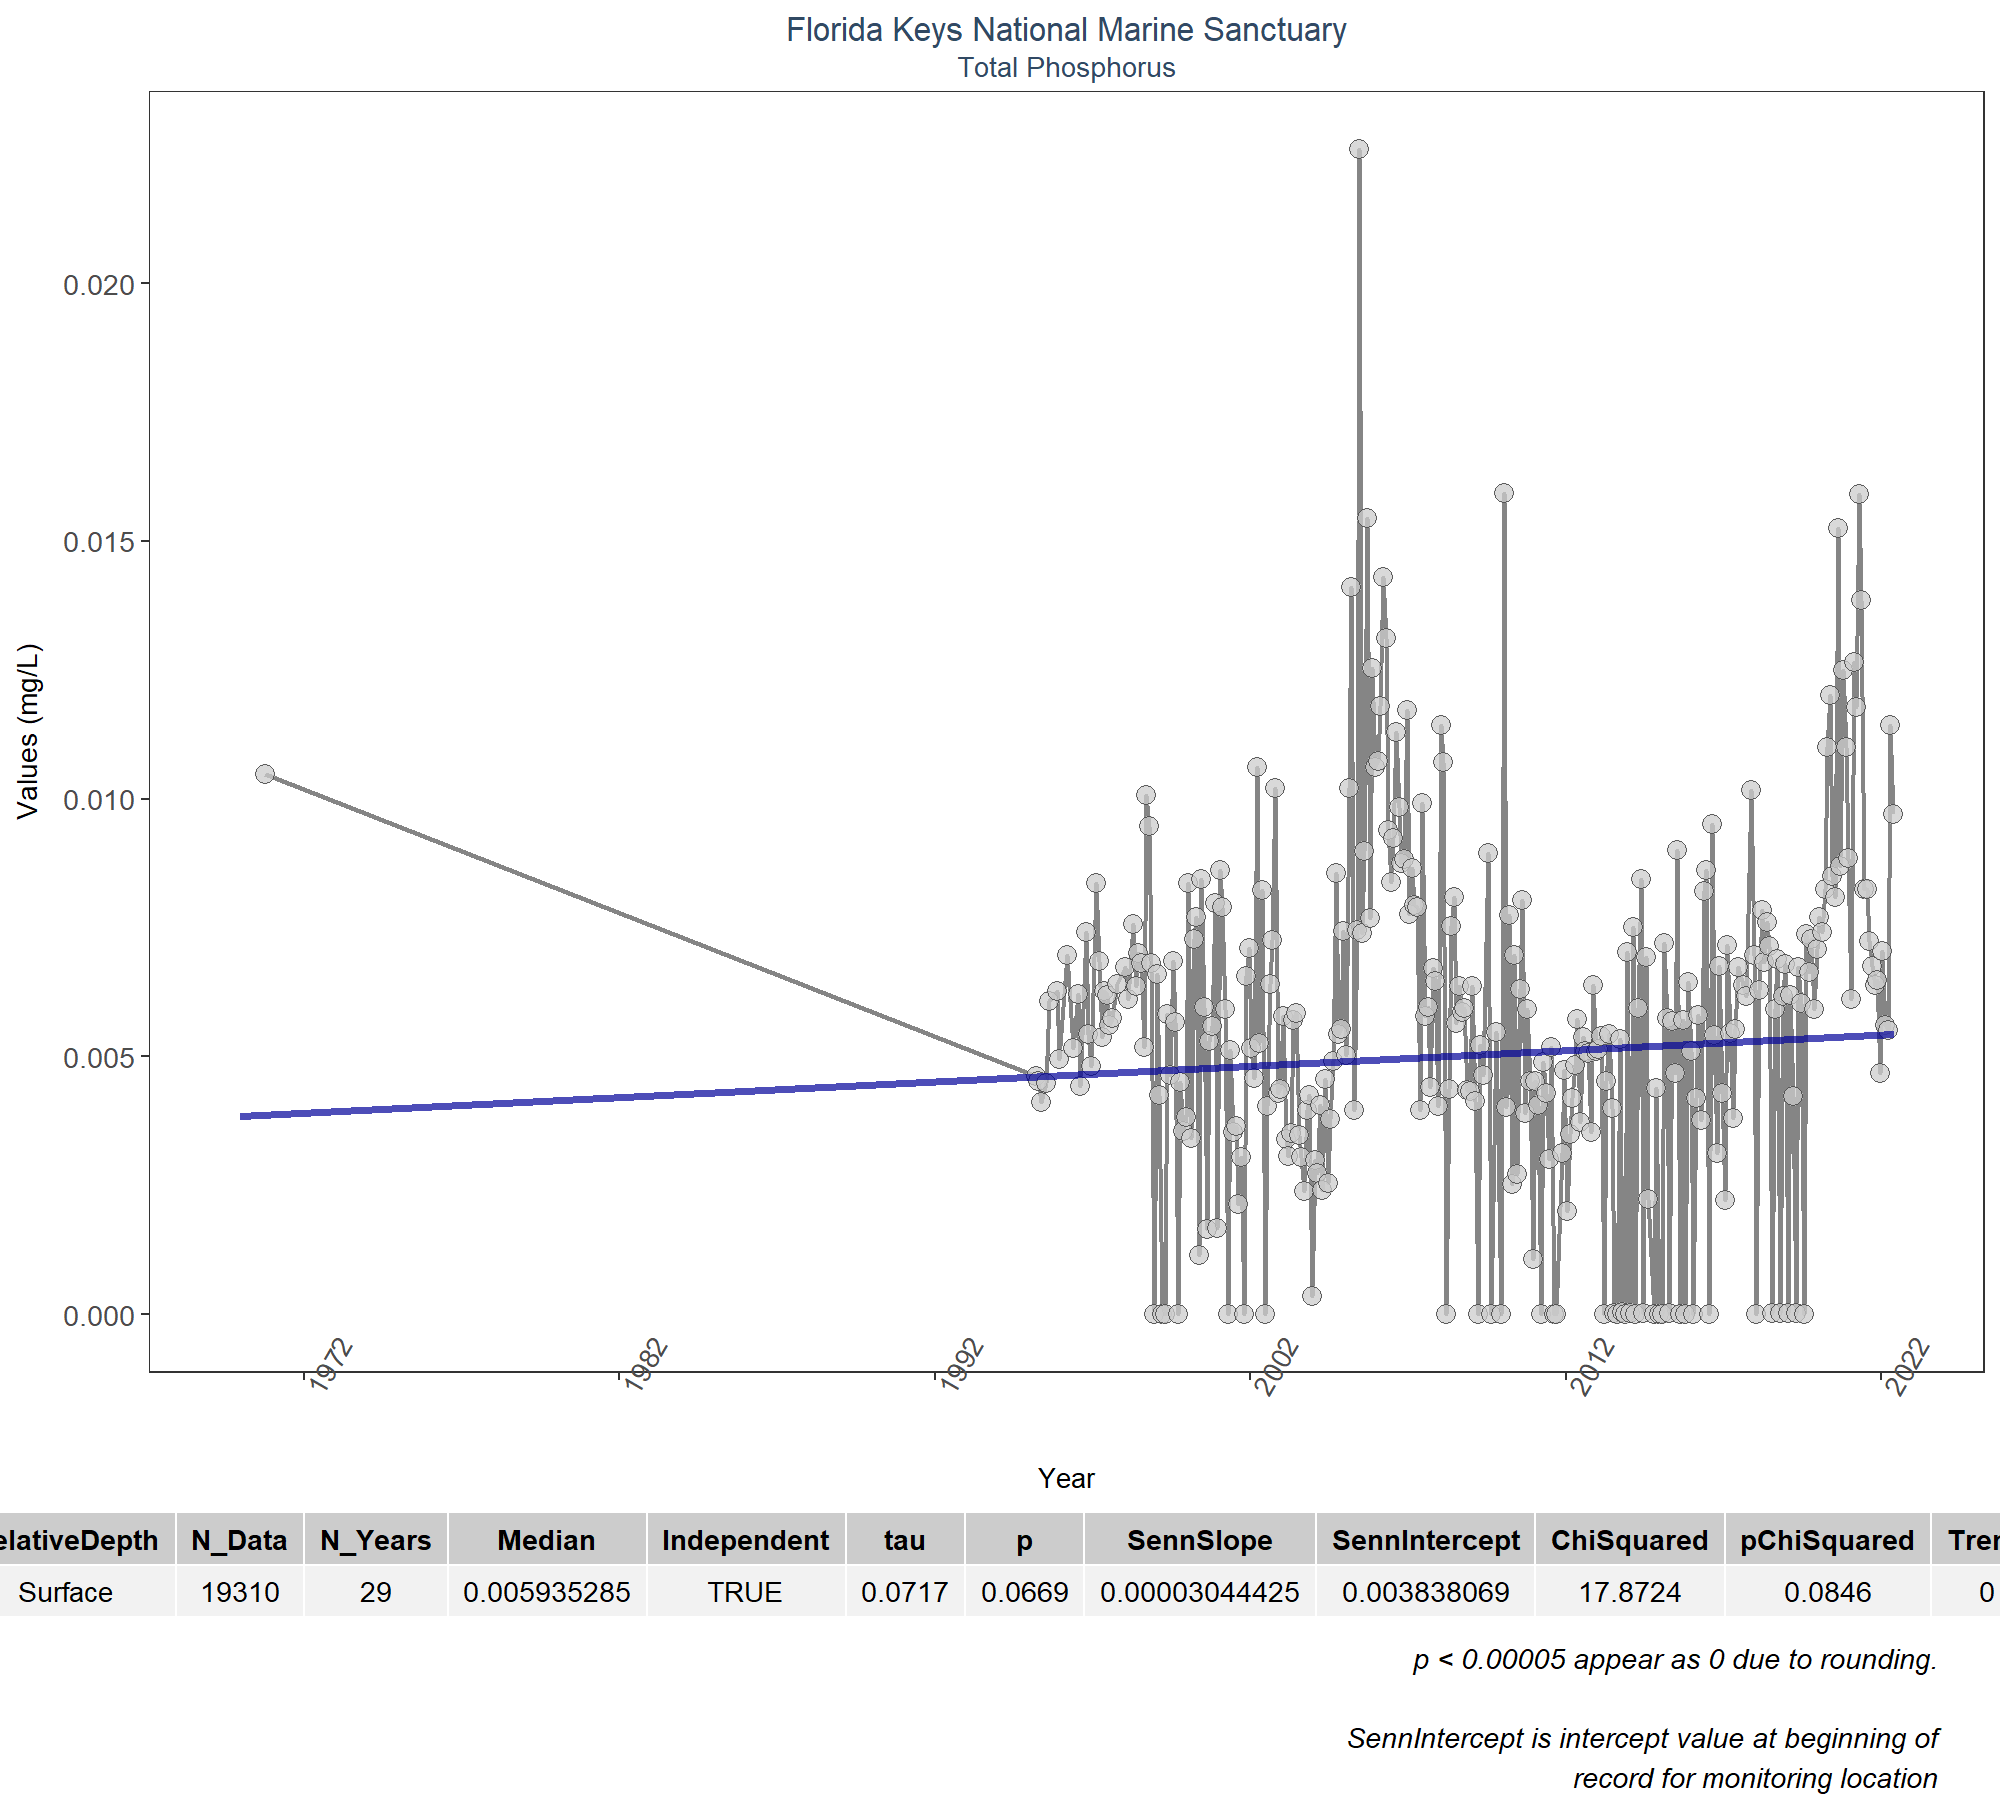 Florida Keys National Marine Sanctuary
Total Phosphorus
0.020
0.015
0.010
0.005
0.000
Values (mg/L)
1972 1982 1992 2002 2012 2022
Year
elativeDepth N_Data N_Years Median Independent tau p SennSlope SennIntercept ChiSquared pChiSquared Tren
Surface 19310 29 0.005935285 TRUE 0.0717 0.0669 0.00003044425 0.003838069 17.8724 0.0846 0
p < 0.00005 appear as 0 due to rounding.
SennIntercept is intercept value at beginning of
record for monitoring location